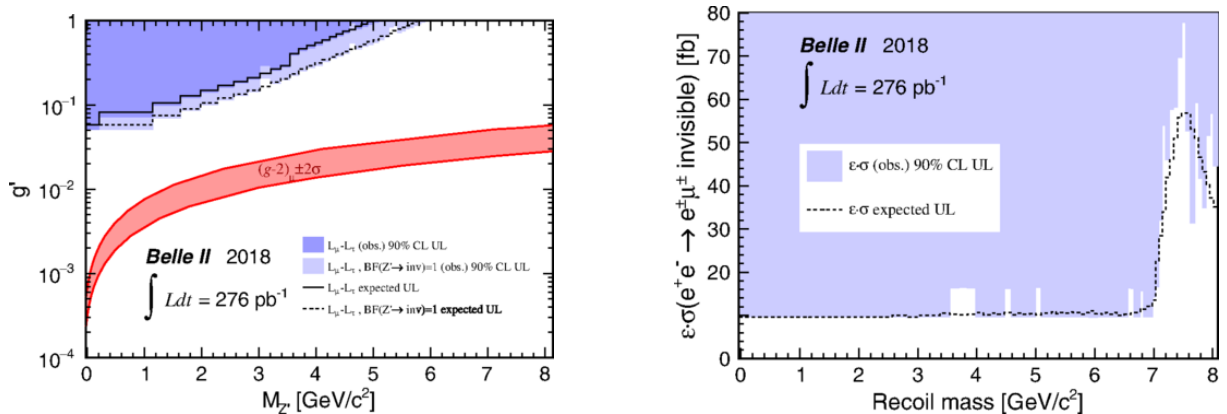 1
10⁻¹
10⁻²
10⁻³
10⁻⁴
g'
(g-2)μ±2σ
Belle II 2018
∫ Ldt = 276 pb⁻¹
Lμ-Lτ (obs.) 90% CL UL
Lμ-Lτ , BF(Z'→ inv)=1 (obs.) 90% CL UL
Lμ-Lτ expected UL
Lμ-Lτ , BF(Z'→ inv)=1 expected UL
0 1 2 3 4 5 6 7 8
M_Z' [GeV/c²]
80
70
60
50
40
30
20
10
0
ε·σ(e⁺e⁻ → e±μ± invisible) [fb]
Belle II 2018
∫ Ldt = 276 pb⁻¹
ε·σ (obs.) 90% CL UL
ε·σ expected UL
0 1 2 3 4 5 6 7 8
Recoil mass [GeV/c²]